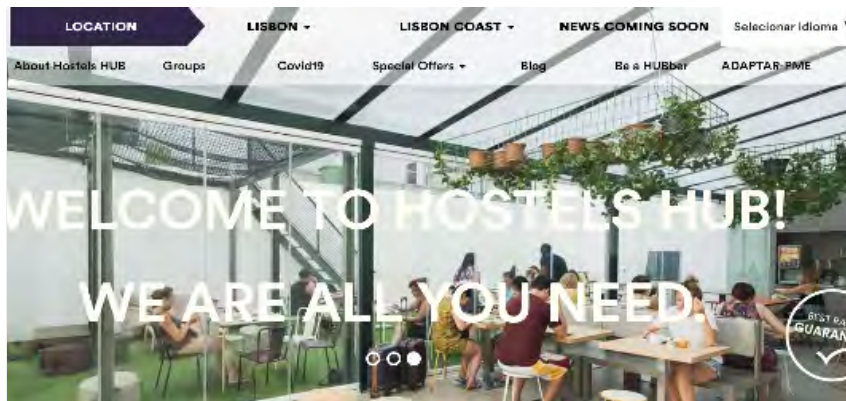 LOCATION LISBON LISBON COAST NEWS COMING SOON Selecionar idioma
About Hostels HUB Groups Covid19 Special Offers Blog Be a HUBber ADAPTAR PME
WELCOME TO HOSTELS HUB!
WE ARE ALL YOU NEED.
BEST
GUARAN